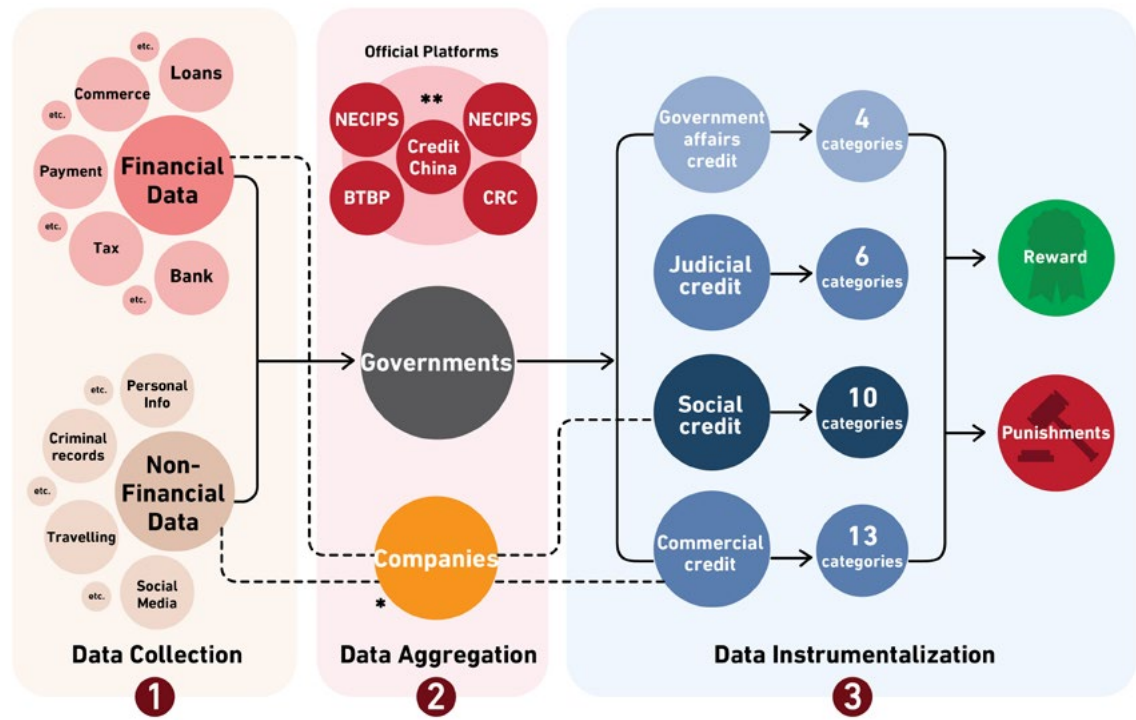 etc.
Loans
Commerce
etc.
Financial
Data
Payment
etc.
Tax
Bank
etc.
Personal
Info
etc.
Criminal
records
Non-
Financial
Data
etc.
Travelling
Social
Media
etc.
Data Collection
1
Official Platforms
**
NECIPS
NECIPS
Credit
China
BTBP
CRC
Governments
Companies
*
Data Aggregation
2
Government
affairs
credit
4
categories
Judicial
credit
6
categories
Social
credit
10
categories
Commercial
credit
13
categories
Reward
Punishments
Data Instrumentalization
3